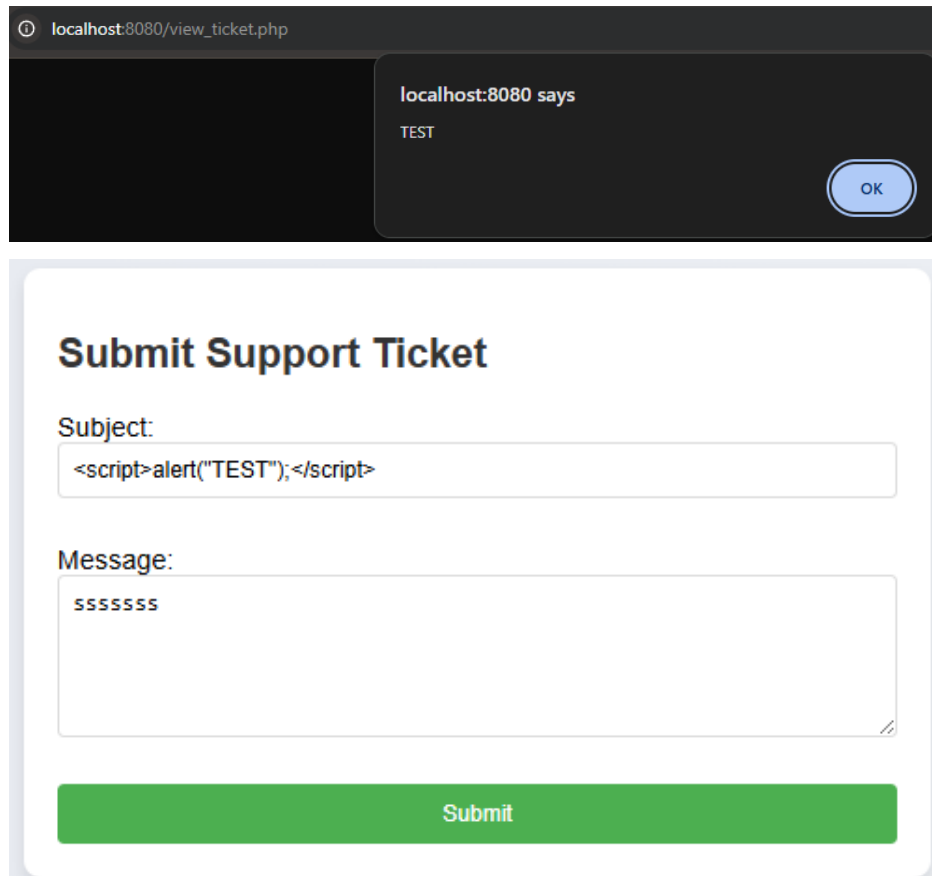 localhost:8080/view_ticket.php
localhost:8080 says
TEST
OK
Submit Support Ticket
Subject:
<script>alert("TEST");</script>
Message:
sssssss
Submit